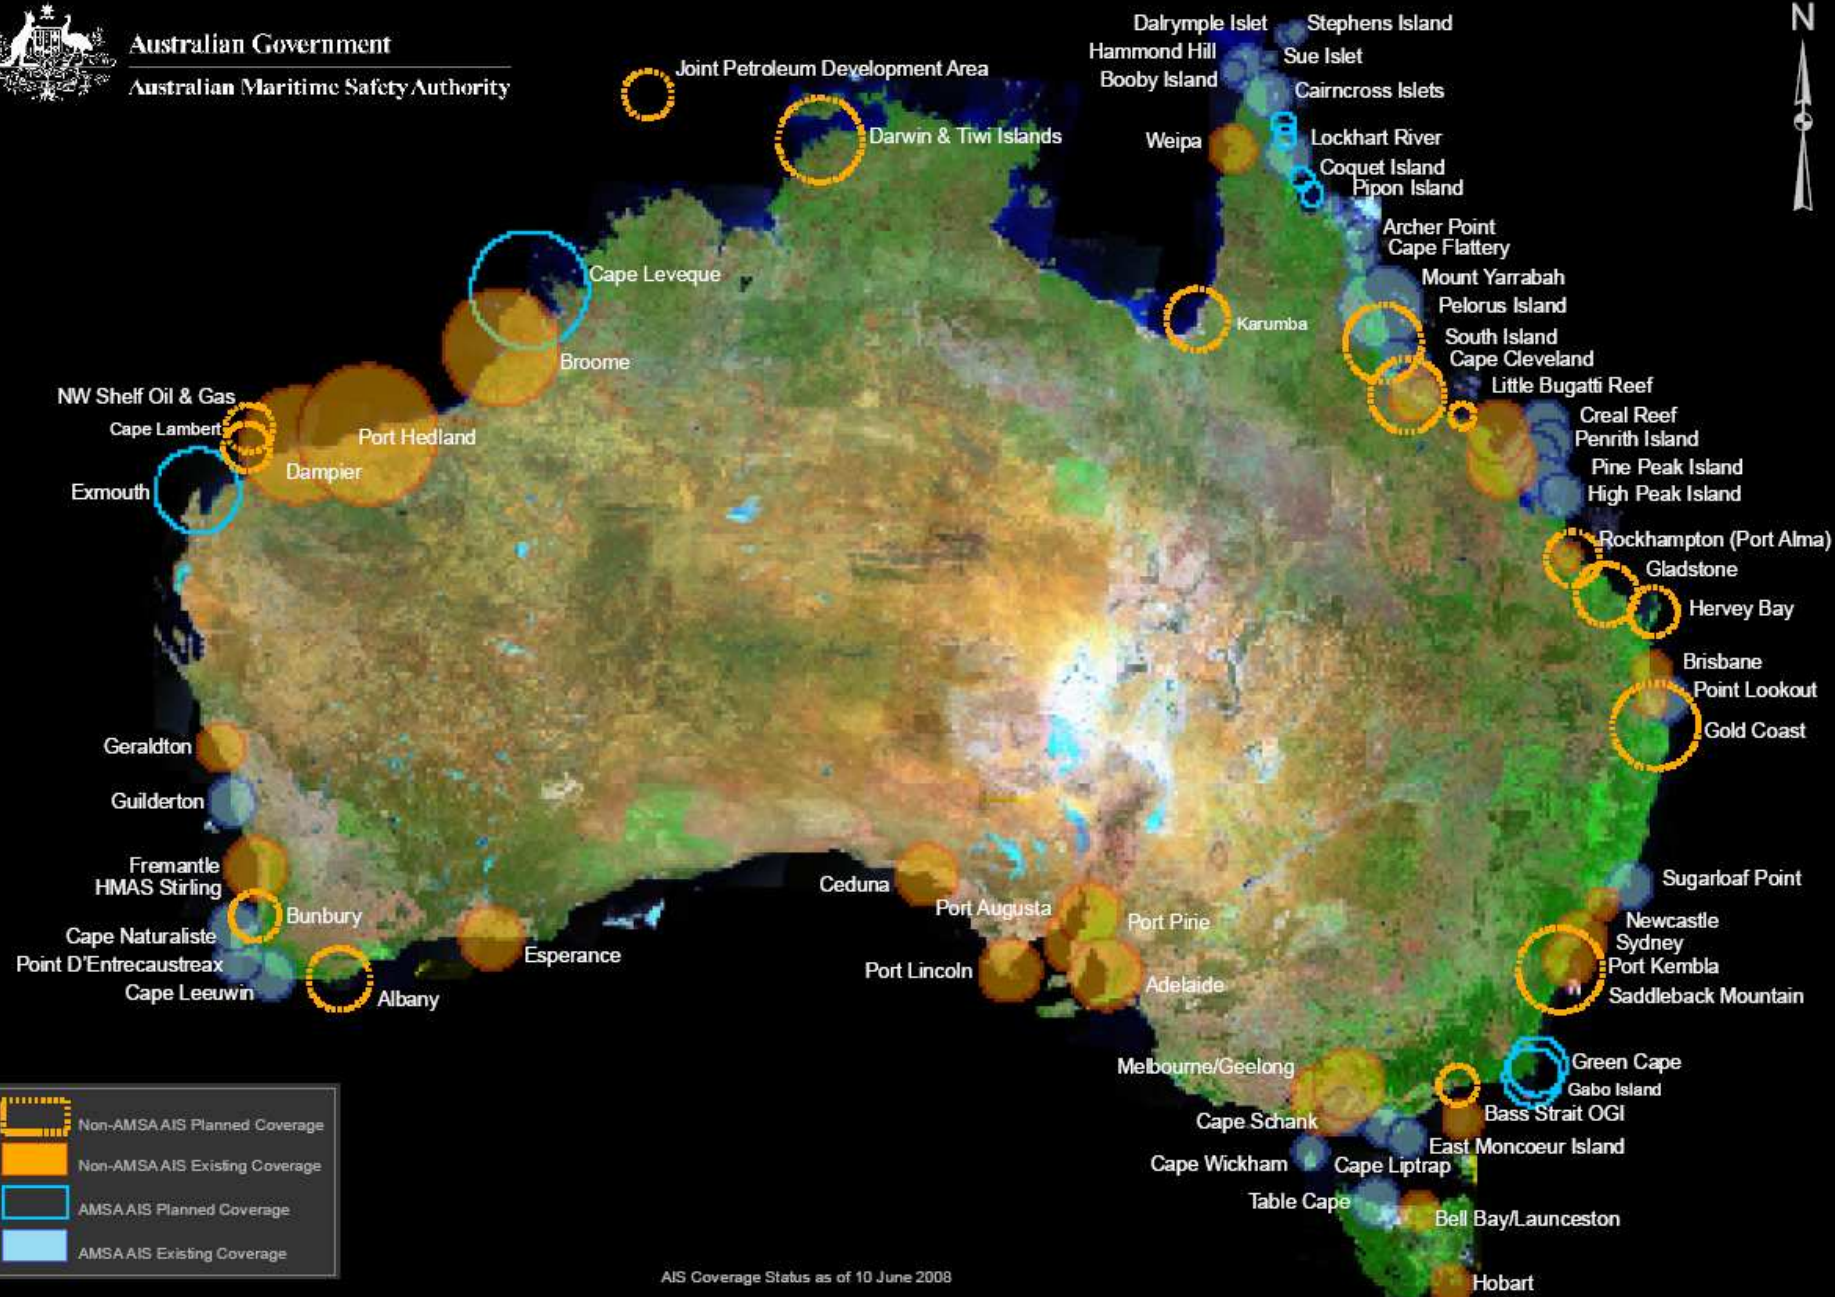 Australian Government
Australian Maritime Safety Authority
N
Dalrymple Islet
Stephens Island
Hammond Hill
Sue Islet
Booby Island
Cairncross Islets
Joint Petroleum Development Area
Darwin & Tiwi Islands
Weipa
Lockhart River
Coquet Island
Pipon Island
Archer Point
Cape Flattery
Cape Leveque
Mount Yarrabah
Pelorus Island
Karumba
South Island
Cape Cleveland
Broome
Little Bugatti Reef
NW Shelf Oil & Gas
Creal Reef
Cape Lambert
Port Hedland
Penrith Island
Dampier
Pine Peak Island
Exmouth
High Peak Island
Rockhampton (Port Alma)
Gladstone
Hervey Bay
Brisbane
Point Lookout
Gold Coast
Geraldton
Guilderton
Fremantle
HMAS Stirling
Ceduna
Sugarloaf Point
Bunbury
Port Augusta
Port Pirie
Newcastle
Cape Naturaliste
Sydney
Esperance
Point D'Entrecaustreax
Port Lincoln
Port Kembla
Cape Leeuwin
Adelaide
Albany
Saddleback Mountain
Melbourne/Geelong
Green Cape
Gabo Island
Cape Schank
Bass Strait OGI
East Moncoeur Island
Cape Wickham
Cape Liptrap
Table Cape
Bell Bay/Launceston
Hobart
Non-AMSA AIS Planned Coverage
Non-AMSA AIS Existing Coverage
AMSA AIS Planned Coverage
AMSA AIS Existing Coverage
AIS Coverage Status as of 10 June 2008